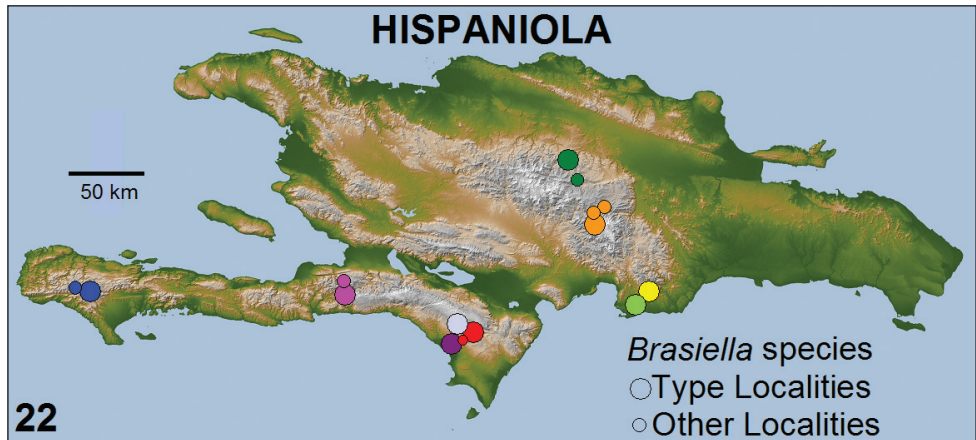 HISPANIOLA
50 km
Brasiella species
Type Localities
Other Localities
22